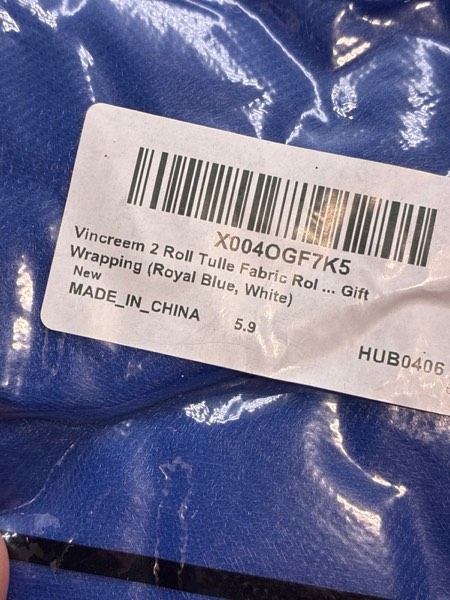 X004OGF7K5
Vincreem 2 Roll Tulle Fabric Rol ... Gift
Wrapping (Royal Blue, White)
New
MADE_IN_CHINA
5.9
HUB0406